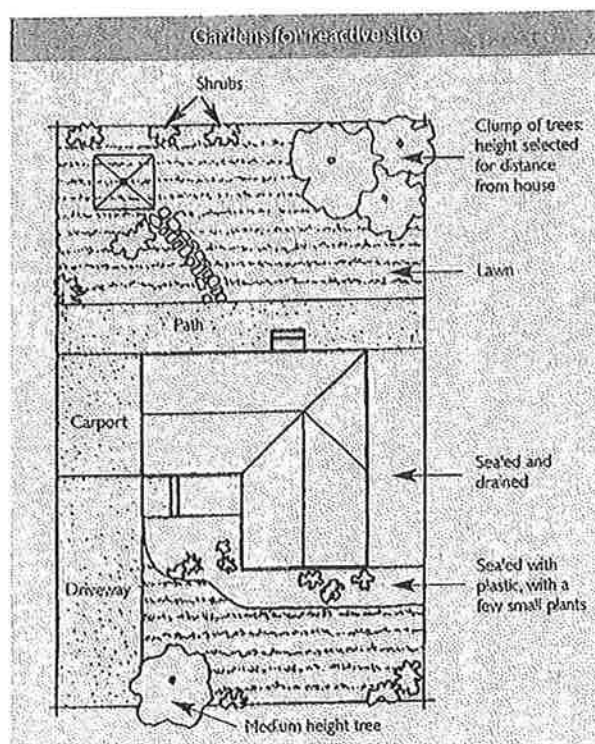 Gardens for reactive site
Shrubs
Clump of trees:
height selected
for distance
from house
Lawn
Path
Carport
Sealed and
drained
Driveway
Sealed with
plastic, with a
few small plants
Medium height tree